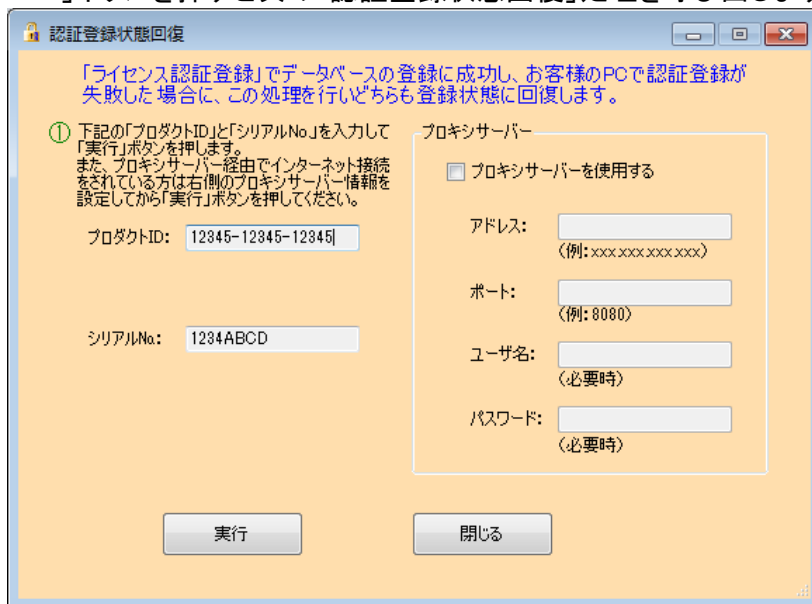 認証登録状態回復
「ライセンス認証登録」でデータベースの登録に成功し、お客様のPCで認証登録が
失敗した場合に、この処理を行いどちらも登録状態に回復します。
① 下記の「プロダクトID」と「シリアルNo.」を入力して
「実行」ボタンを押します。
また、プロキシサーバー経由でインターネット接続
をされている方は右側のプロキシサーバー情報を
設定してから「実行」ボタンを押してください。
プロダクトID: 12345-12345-12345
シリアルNo.: 1234ABCD
プロキシサーバー
プロキシサーバーを使用する
アドレス:
(例:xxx.xxx.xxx.xxx)
ポート:
(例:8080)
ユーザ名:
(必要時)
パスワード:
(必要時)
実行
閉じる